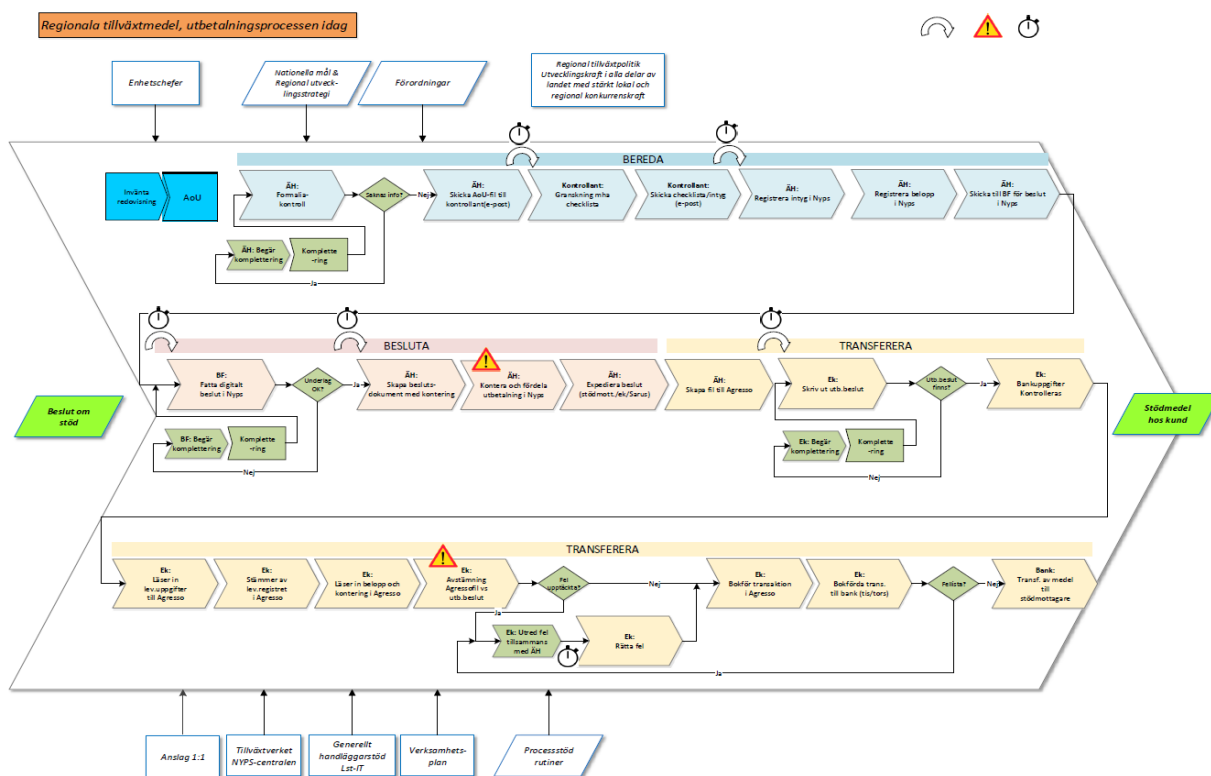 Regionala tillväxtmedel, utbetalningsprocessen idag
Enhetschefer
Nationella mål &
Regional utveck-
lingsstrategi
Förordningar
Regional tillväxtpolitik
Utvecklingskraft i alla delar av
landet med stärkt lokal och
regional konkurrenskraft
BEREDA
Invänta
redovisning
AoU
ÄH:
Formalia-
kontroll
Saknas info?
Nej
ÄH:
Skicka AoU-fil till
kontrollant(e-post)
Kontrollant:
Granskning mha
checklista
Kontrollant:
Skicka checklista/intyg
(e-post)
ÄH:
Registrera intyg i Nyps
ÄH:
Registrera belopp
i Nyps
ÄH:
Skicka till BF för beslut
i Nyps
ÄH: Begär
komplettering
Komplette
-ring
Ja
BESLUTA
TRANSFERERA
Beslut om
stöd
BF:
Fatta digitalt
beslut i Nyps
Underlag
OK?
Ja
ÄH:
Skapa besluts-
dokument med kontering
ÄH:
Kontera och fördela
utbetalning i Nyps
ÄH:
Expediera beslut
(stödmott./ek/Sarus)
ÄH:
Skapa fil till Agresso
Ek:
Skriv ut utb.beslut
Utb.beslut
finns?
Ja
Ek:
Bankuppgifter
Kontrolleras
Stödmedel
hos kund
BF: Begär
komplettering
Komplette
-ring
Nej
Ek: Begär
komplettering
Komplette
-ring
Nej
TRANSFERERA
Ek:
Läser in
lev.uppgifter
till Agresso
Ek:
Stämmer av
lev.registret
i Agresso
Ek:
Läser in belopp och
kontering i Agresso
Ek:
Avstämning
Agressofil vs
utb.beslut
Fel
upptäckta?
Nej
Ek:
Bokför transaktion
i Agresso
Ek:
Bokförda trans.
till bank (tis/tors)
Fellista?
Nej
Bank:
Transf. av medel
till
stödmottagare
Ja
Ek: Utred fel
tillsammans
med ÄH
Ek:
Rätta fel
Ja
Anslag 1:1
Tillväxtverket
NYPS-centralen
Generellt
handläggarstöd
Lst-IT
Verksamhets-
plan
Processtöd
rutiner